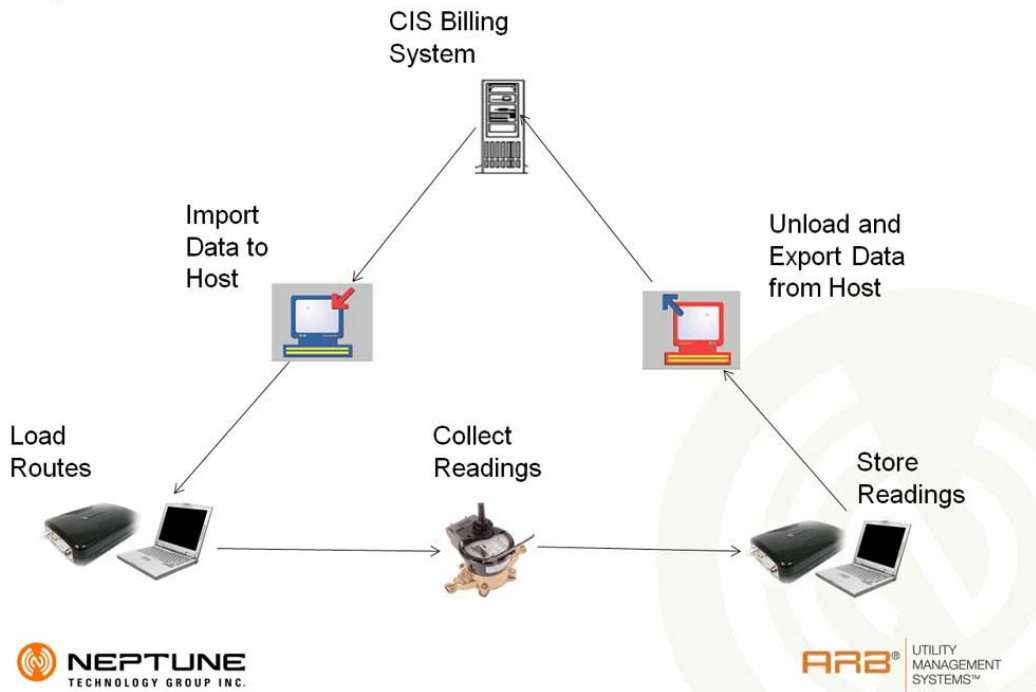 CIS Billing
System
Import
Data to
Host
Unload and
Export Data
from Host
Load
Routes
Collect
Readings
Store
Readings
NEPTUNE
TECHNOLOGY GROUP INC.
ARB® UTILITY
MANAGEMENT
SYSTEMS™